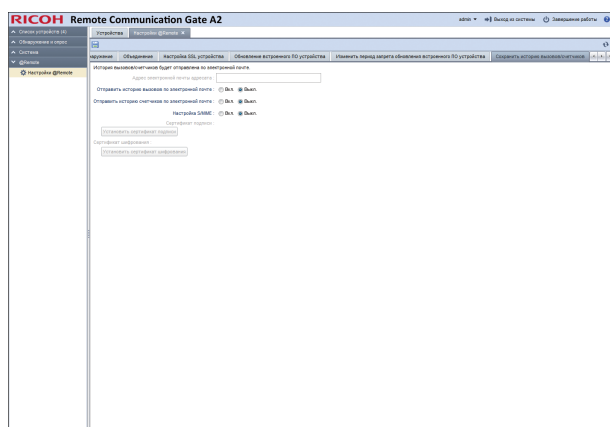 RICOH Remote Communication Gate A2
admin Выход из системы Завершение работы
Список устройств (A)
Обнаружение и опрос
Система
@Remote
Настройка @Remote
Устройства Настройка @Remote X
наружение Объединение Настройка SSL устройства Обновление встроенного ПО устройства Изменить период запрета обновления встроенного ПО устройства Сохранить историю вызовов/счетчиков
История вызовов/счетчиков будет отправлена по электронной почте.
Адрес электронной почты адресата:
Отправить историю вызовов по электронной почте: Вкл. Выкл.
Отправить историю счетчиков по электронной почте: Вкл. Выкл.
Настройка S/MIME: Вкл. Выкл.
Сертификат подписи:
Установить сертификат подписи
Сертификат шифрования:
Установить сертификат шифрования